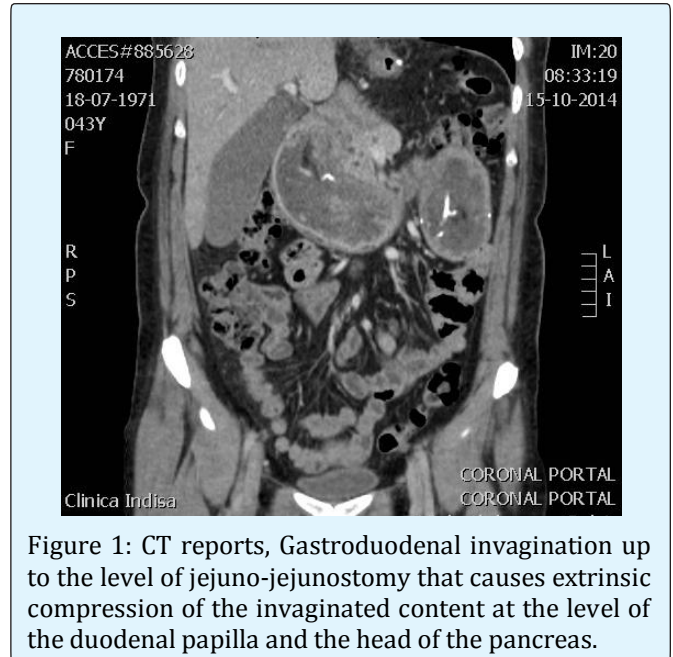 ACCES#885628
780174
18-07-1971
043Y
F
IM:20
08:33:19
15-10-2014
R
P
S
L
A
I
CORONAL PORTAL
CORONAL PORTAL
Clinica Indisa
Figure 1: CT reports, Gastroduodenal invagination up
to the level of jejuno-jejunostomy that causes extrinsic
compression of the invaginated content at the level of
the duodenal papilla and the head of the pancreas.